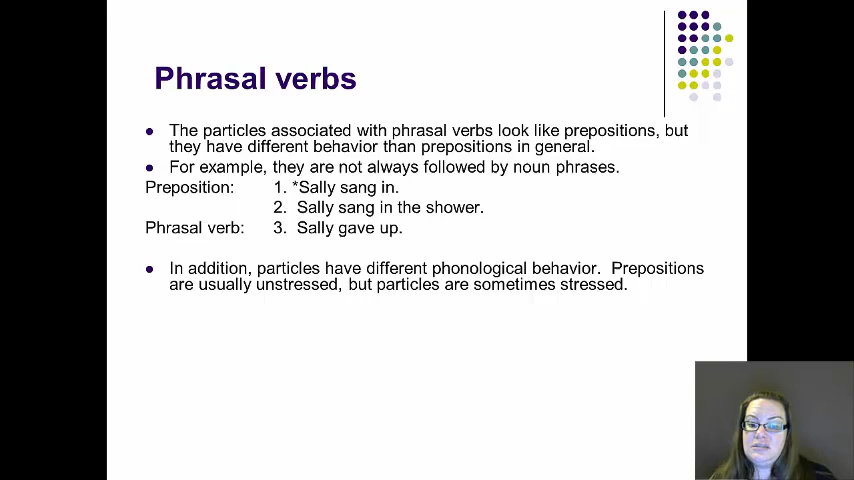 Phrasal verbs
The particles associated with phrasal verbs look like prepositions, but
they have different behavior than prepositions in general.
For example, they are not always followed by noun phrases.
Preposition: 1. *Sally sang in.
2. Sally sang in the shower.
Phrasal verb: 3. Sally gave up.
In addition, particles have different phonological behavior. Prepositions
are usually unstressed, but particles are sometimes stressed.